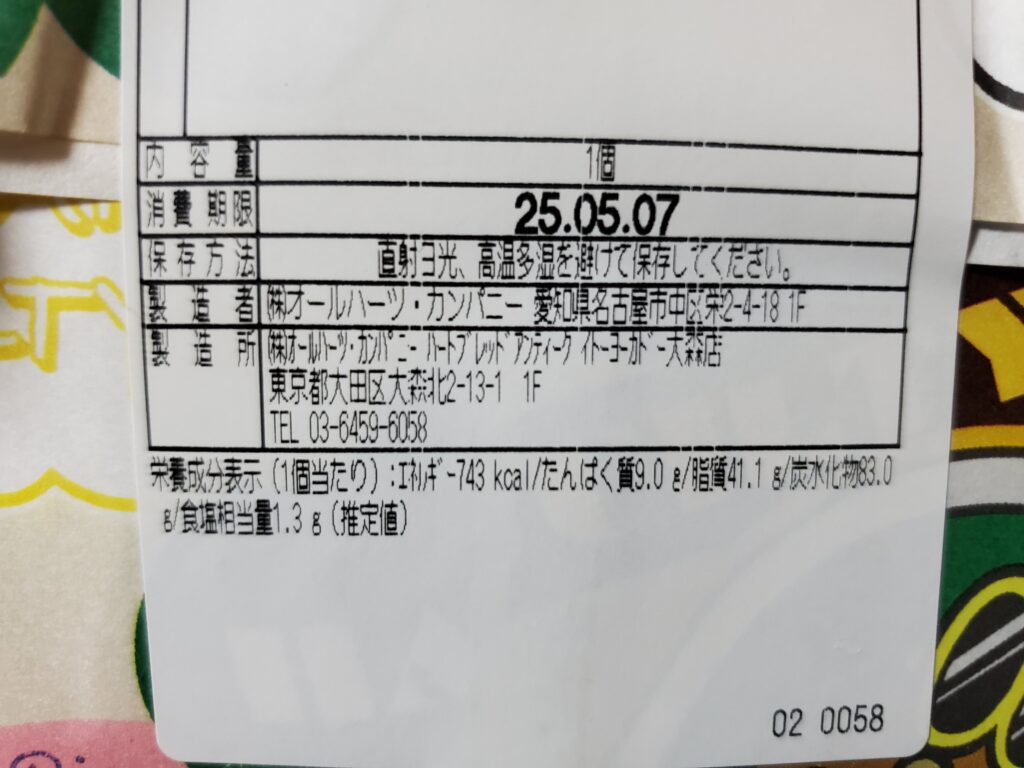 内容量 1個
消費期限 25.05.07
保存方法 直射日光、高温多湿を避けて保存してください。
製造者 ㈱オールハーツ・カンパニー 愛知県名古屋市中区栄2-4-18 1F
製造所 ㈱オールハーツ・カンパニー ハートブレッドアンティーク イトーヨーカドー大森店
東京都大田区大森北2-13-1 1F
TEL 03-6459-6058
栄養成分表示(1個当たり):エネルギー743 kcal/たんぱく質9.0 g/脂質41.1 g/炭水化物83.0
g/食塩相当量1.3 g(推定値)
02 0058